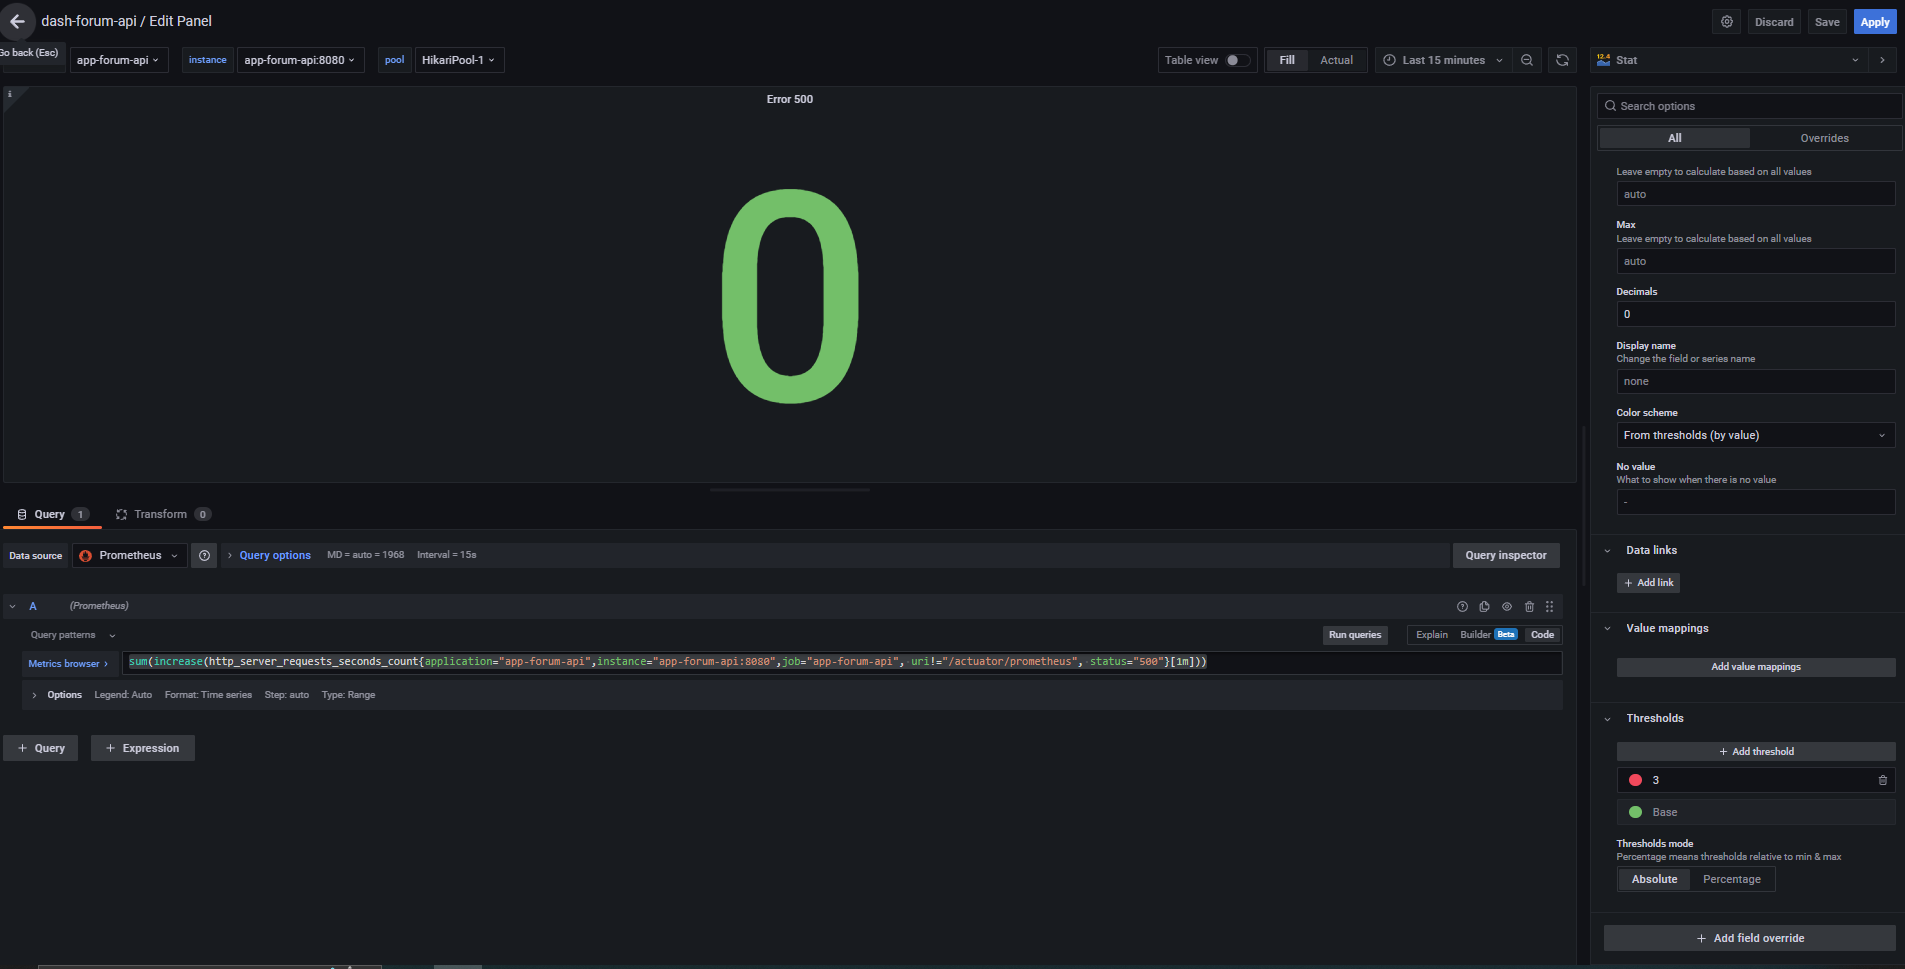 dash-forum-api / Edit Panel
Discard
Save
Apply
Go back (Esc)
app-forum-api
instance
app-forum-api:8080
pool
HikariPool-1
Table view
Fill
Actual
Last 15 minutes
12.4
Stat
i
Error 500
0
Search options
All
Overrides
Leave empty to calculate based on all values
auto
Max
Leave empty to calculate based on all values
auto
Decimals
0
Display name
Change the field or series name
none
Color scheme
From thresholds (by value)
No value
What to show when there is no value
-
Data links
+ Add link
Value mappings
Add value mappings
Thresholds
+ Add threshold
3
Base
Thresholds mode
Percentage means thresholds relative to min & max
Absolute
Percentage
+ Add field override
Query 1
Transform 0
Data source
Prometheus
Query options
MD = auto = 1968
Interval = 15s
Query inspector
A
(Prometheus)
Query patterns
Run queries
Explain
Builder Beta
Code
Metrics browser
sum(increase(http_server_requests_seconds_count{application="app-forum-api",instance="app-forum-api:8080",job="app-forum-api", uri!="/actuator/prometheus", status="500"}[1m]))
Options
Legend: Auto
Format: Time series
Step: auto
Type: Range
+ Query
+ Expression